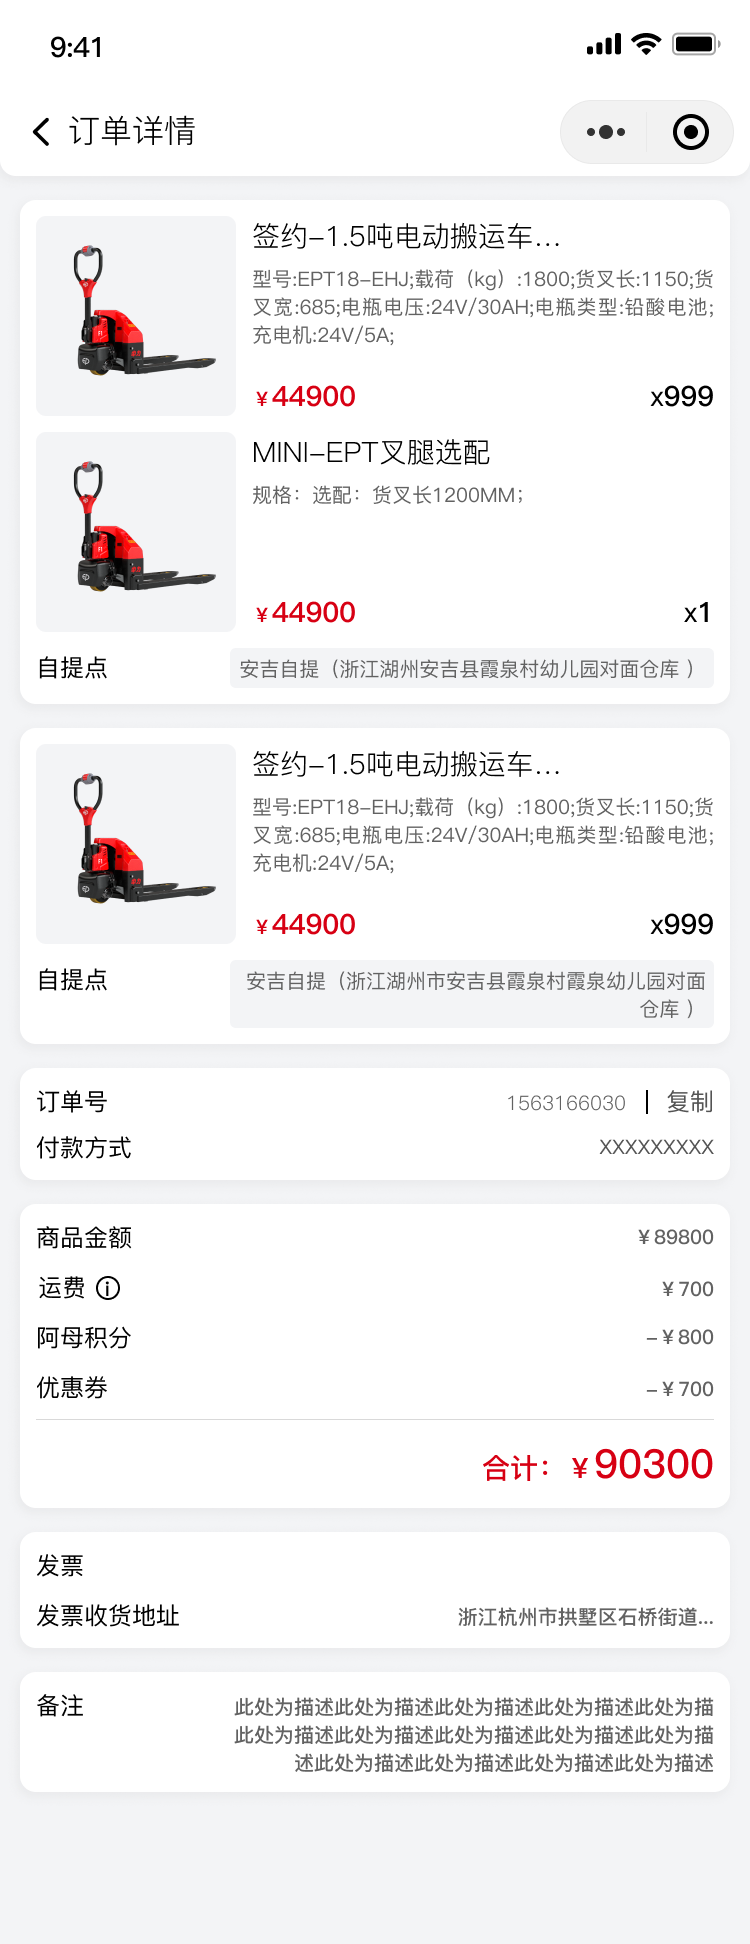 9:41
订单详情
签约-1.5吨电动搬运车...
型号:EPT18-EHJ;载荷（kg）:1800;货叉长:1150;货
叉宽:685;电瓶电压:24V/30AH;电瓶类型:铅酸电池;
充电机:24V/5A;
¥44900 x999
MINI-EPT叉腿选配
规格：选配：货叉长1200MM；
¥44900 x1
自提点 安吉自提（浙江湖州安吉县霞泉村幼儿园对面仓库 ）
签约-1.5吨电动搬运车...
型号:EPT18-EHJ;载荷（kg）:1800;货叉长:1150;货
叉宽:685;电瓶电压:24V/30AH;电瓶类型:铅酸电池;
充电机:24V/5A;
¥44900 x999
自提点 安吉自提（浙江湖州市安吉县霞泉村霞泉幼儿园对面
仓库 ）
订单号 1563166030 复制
付款方式 XXXXXXXXX
商品金额 ¥89800
运费 ¥700
阿母积分 -¥800
优惠券 -¥700
合计：¥90300
发票
发票收货地址 浙江杭州市拱墅区石桥街道...
备注 此处为描述此处为描述此处为描述此处为描述此处为描
此处为描述此处为描述此处为描述此处为描述此处为描
述此处为描述此处为描述此处为描述此处为描述